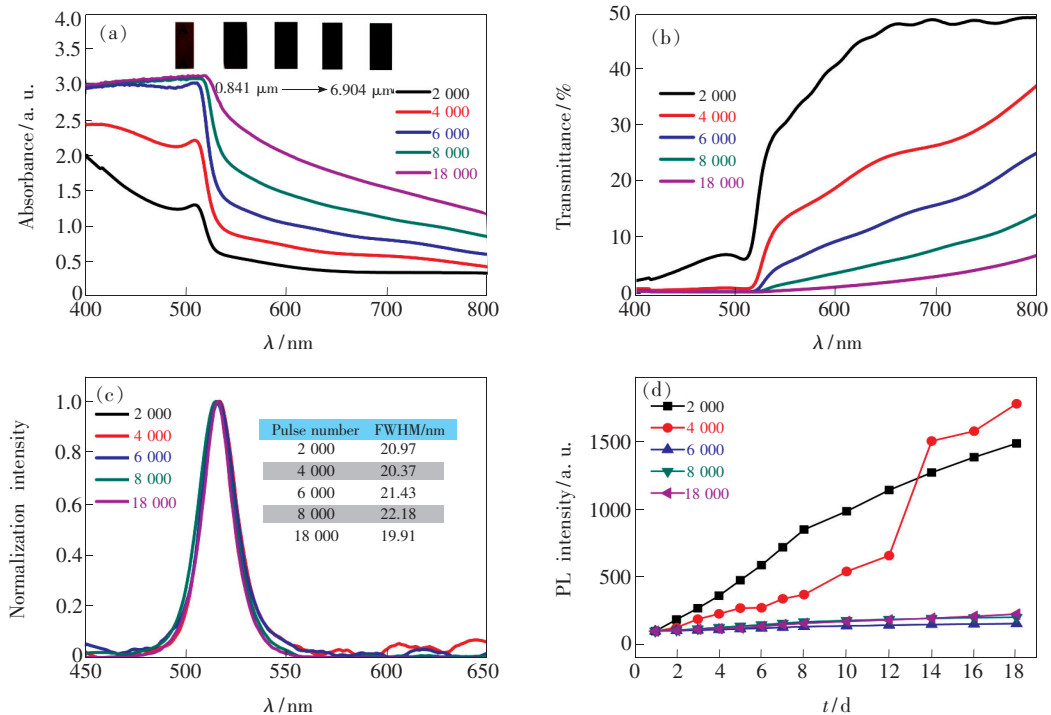 (a)
4.0
3.5
3.0
2.5
2.0
1.5
1.0
0.5
0
Absorbance/a. u.
0.841 μm → 6.904 μm
2 000
4 000
6 000
8 000
18 000
400 500 600 700 800
λ/nm
(b)
50
40
30
20
10
0
Transmittance/%
2 000
4 000
6 000
8 000
18 000
400 500 600 700 800
λ/nm
(c)
1.0
0.8
0.6
0.4
0.2
0
Normalization intensity
2 000
4 000
6 000
8 000
18 000
Pulse number FWHM/nm
2 000 20.97
4 000 20.37
6 000 21.43
8 000 22.18
18 000 19.91
450 500 550 600 650
λ/nm
(d)
1500
1000
500
0
PL intensity/a. u.
2 000
4 000
6 000
8 000
18 000
0 2 4 6 8 10 12 14 16 18
t/d